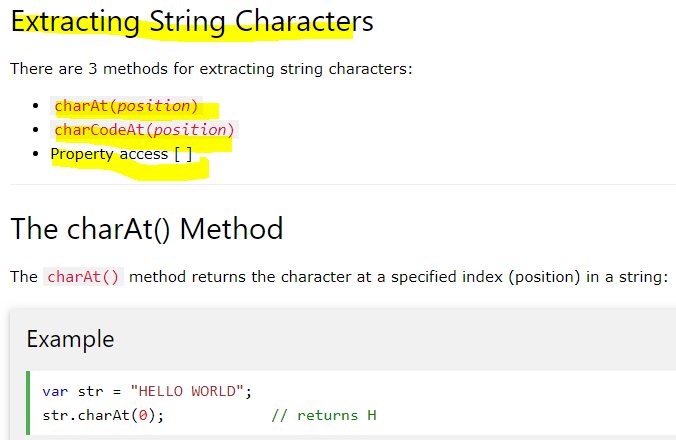 Extracting String Characters
There are 3 methods for extracting string characters:
charAt(position)
charCodeAt(position)
Property access [ ]
The charAt() Method
The charAt() method returns the character at a specified index (position) in a string:
Example
var str = "HELLO WORLD";
str.charAt(0);            // returns H